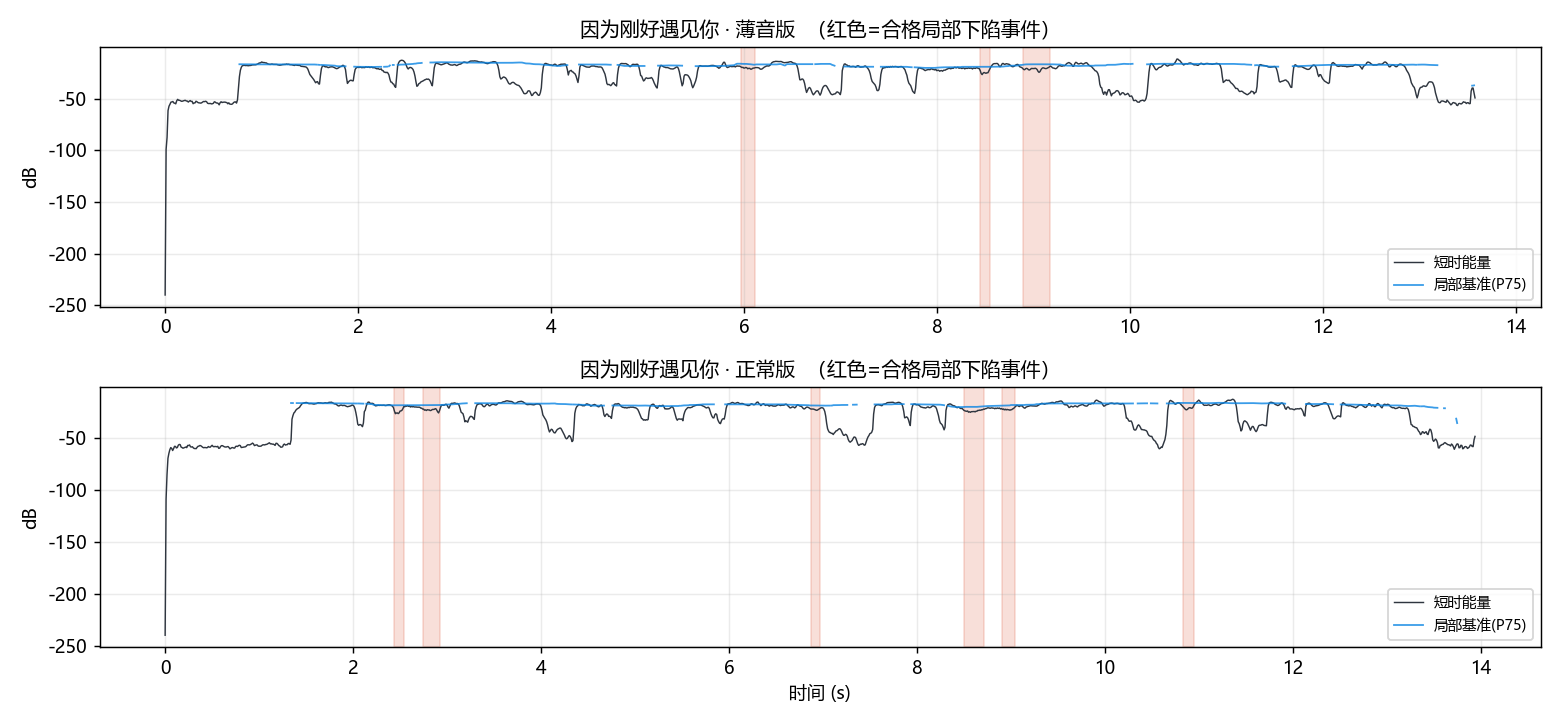 因为刚好遇见你 · 薄音版 （红色=合格局部下陷事件）
dB
-50
-100
-150
-200
-250
0 2 4 6 8 10 12 14
短时能量
局部基准(P75)
因为刚好遇见你 · 正常版 （红色=合格局部下陷事件）
dB
-50
-100
-150
-200
-250
0 2 4 6 8 10 12 14
短时能量
局部基准(P75)
时间 (s)